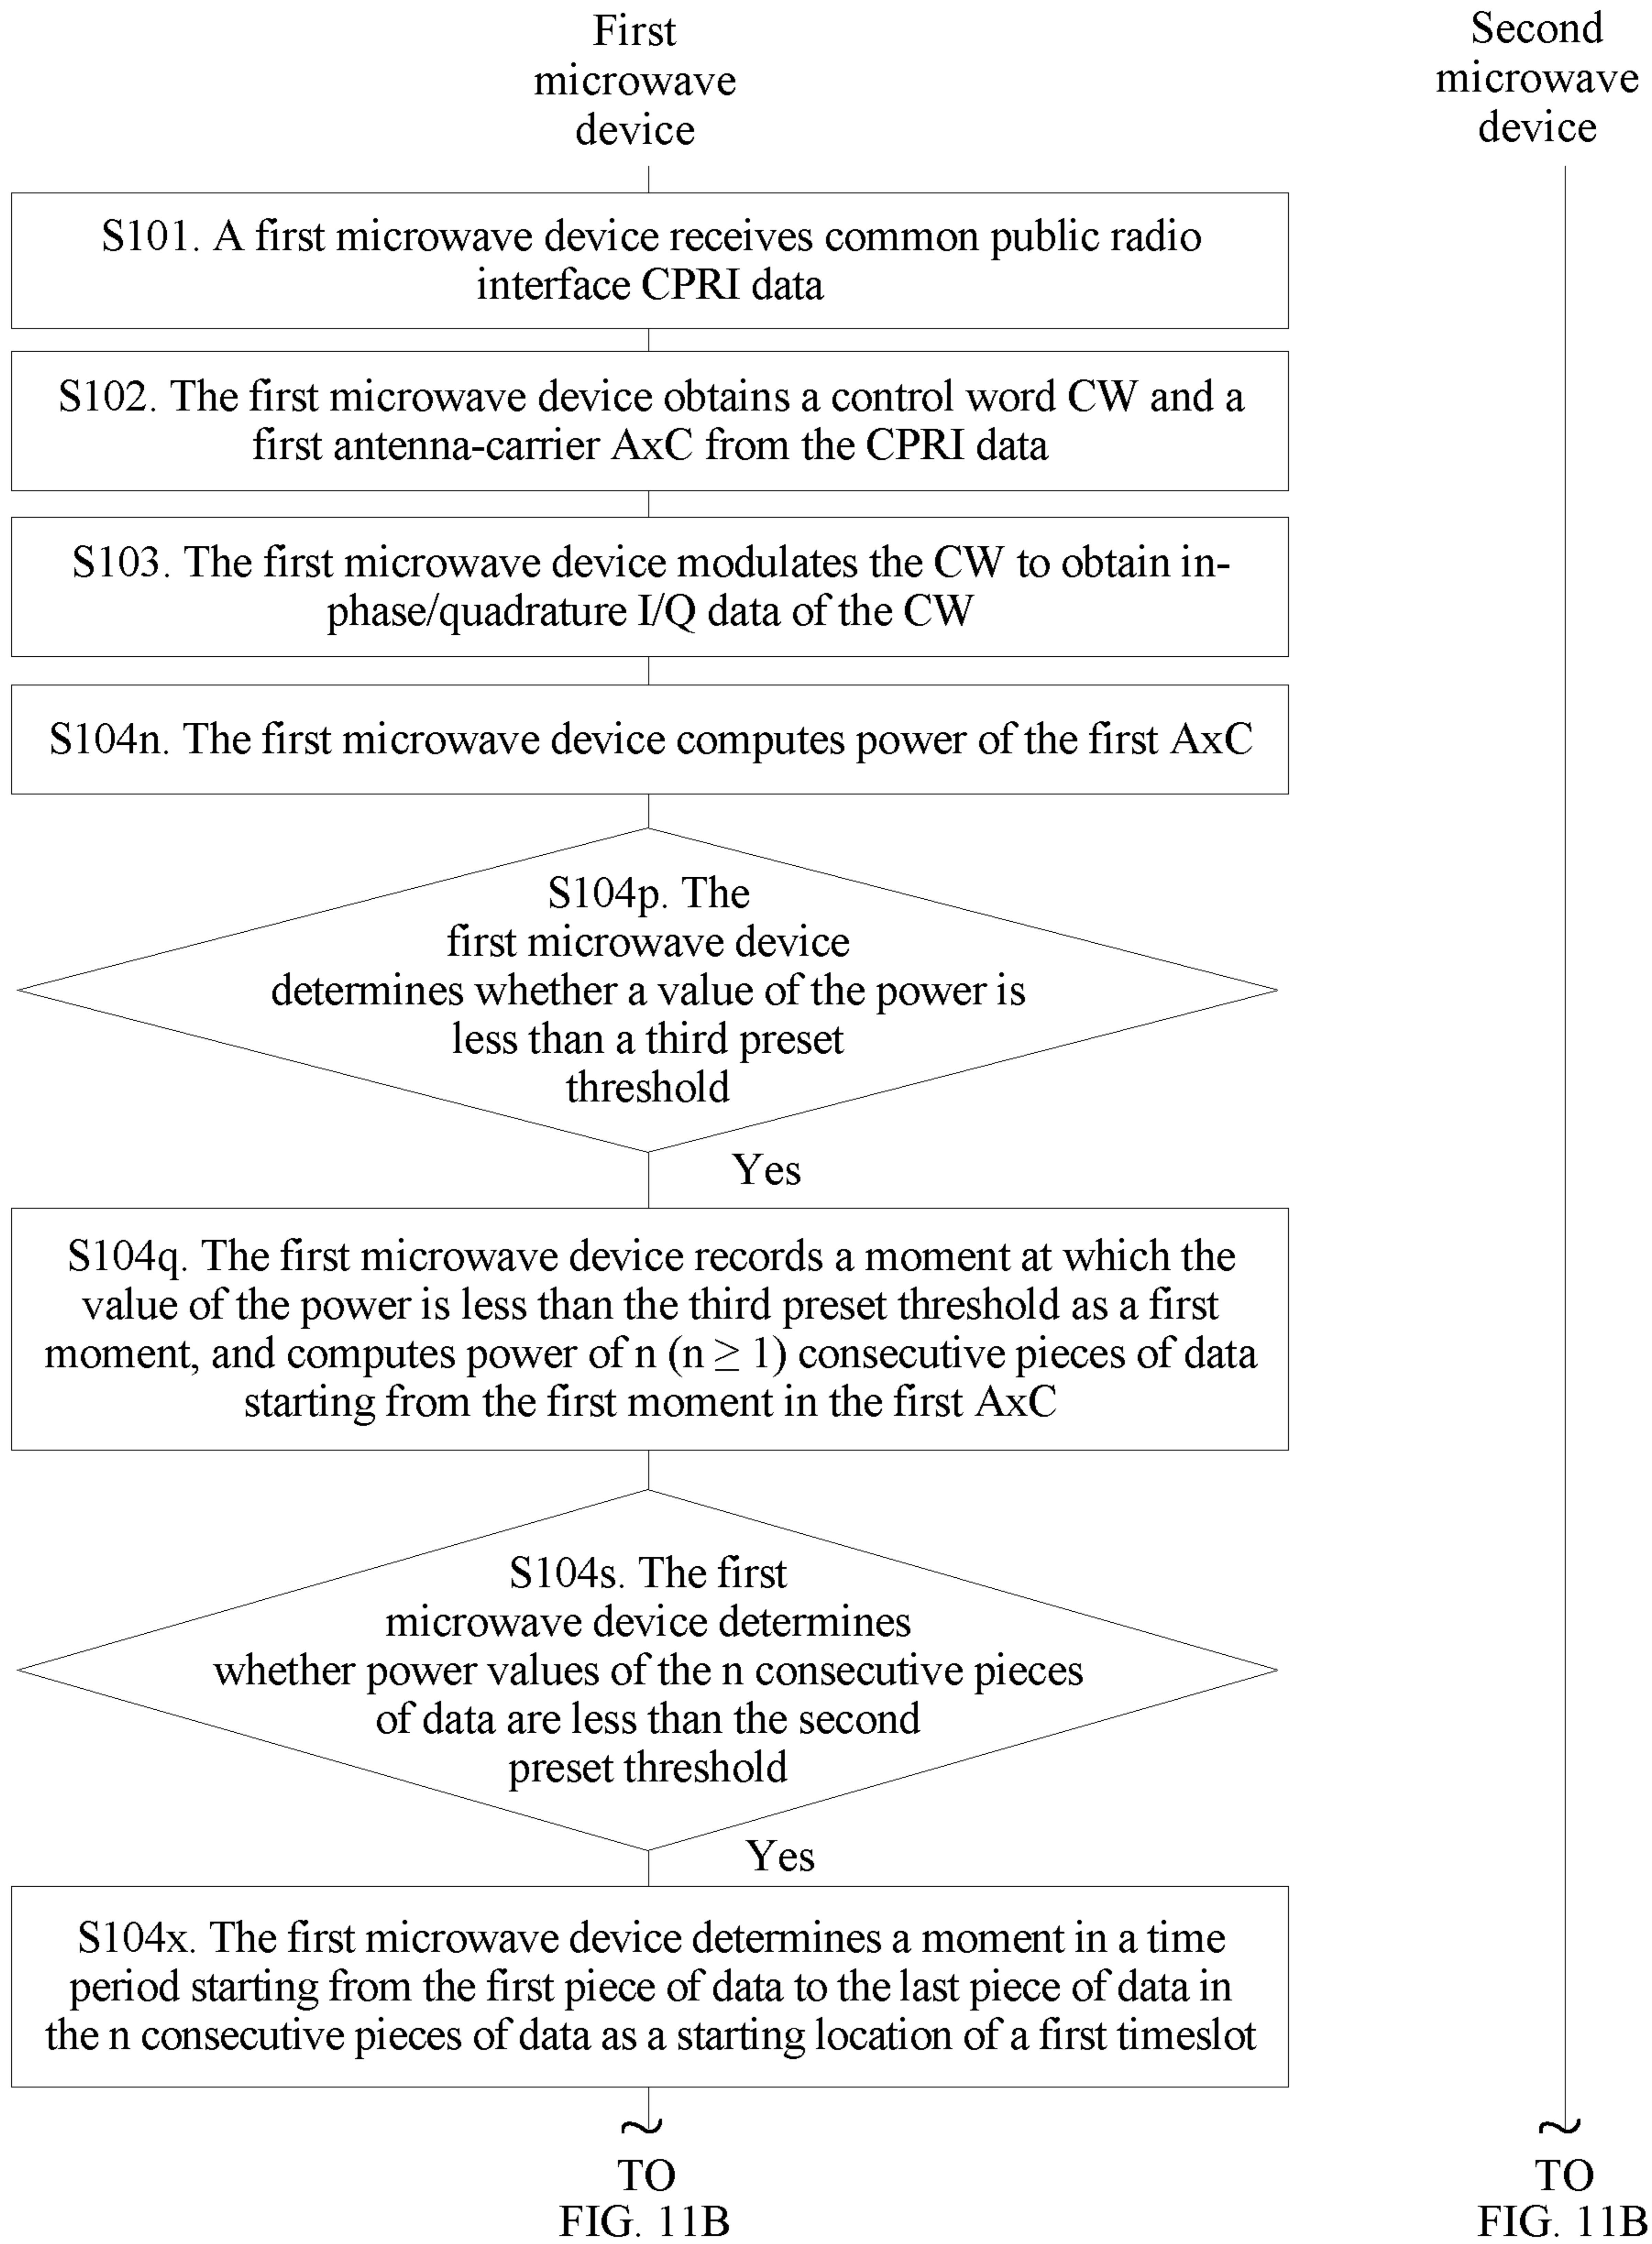 First
microwave
device
Second
microwave
device
S101. A first microwave device receives common public radio
interface CPRI data
S102. The first microwave device obtains a control word CW and a
first antenna-carrier AxC from the CPRI data
S103. The first microwave device modulates the CW to obtain in-
phase/quadrature I/Q data of the CW
S104n. The first microwave device computes power of the first AxC
S104p. The
first microwave device
determines whether a value of the power is
less than a third preset
threshold
Yes
S104q. The first microwave device records a moment at which the
value of the power is less than the third preset threshold as a first
moment, and computes power of n (n ≥ 1) consecutive pieces of data
starting from the first moment in the first AxC
S104s. The first
microwave device determines
whether power values of the n consecutive pieces
of data are less than the second
preset threshold
Yes
S104x. The first microwave device determines a moment in a time
period starting from the first piece of data to the last piece of data in
the n consecutive pieces of data as a starting location of a first timeslot
TO
FIG. 11B
TO
FIG. 11B